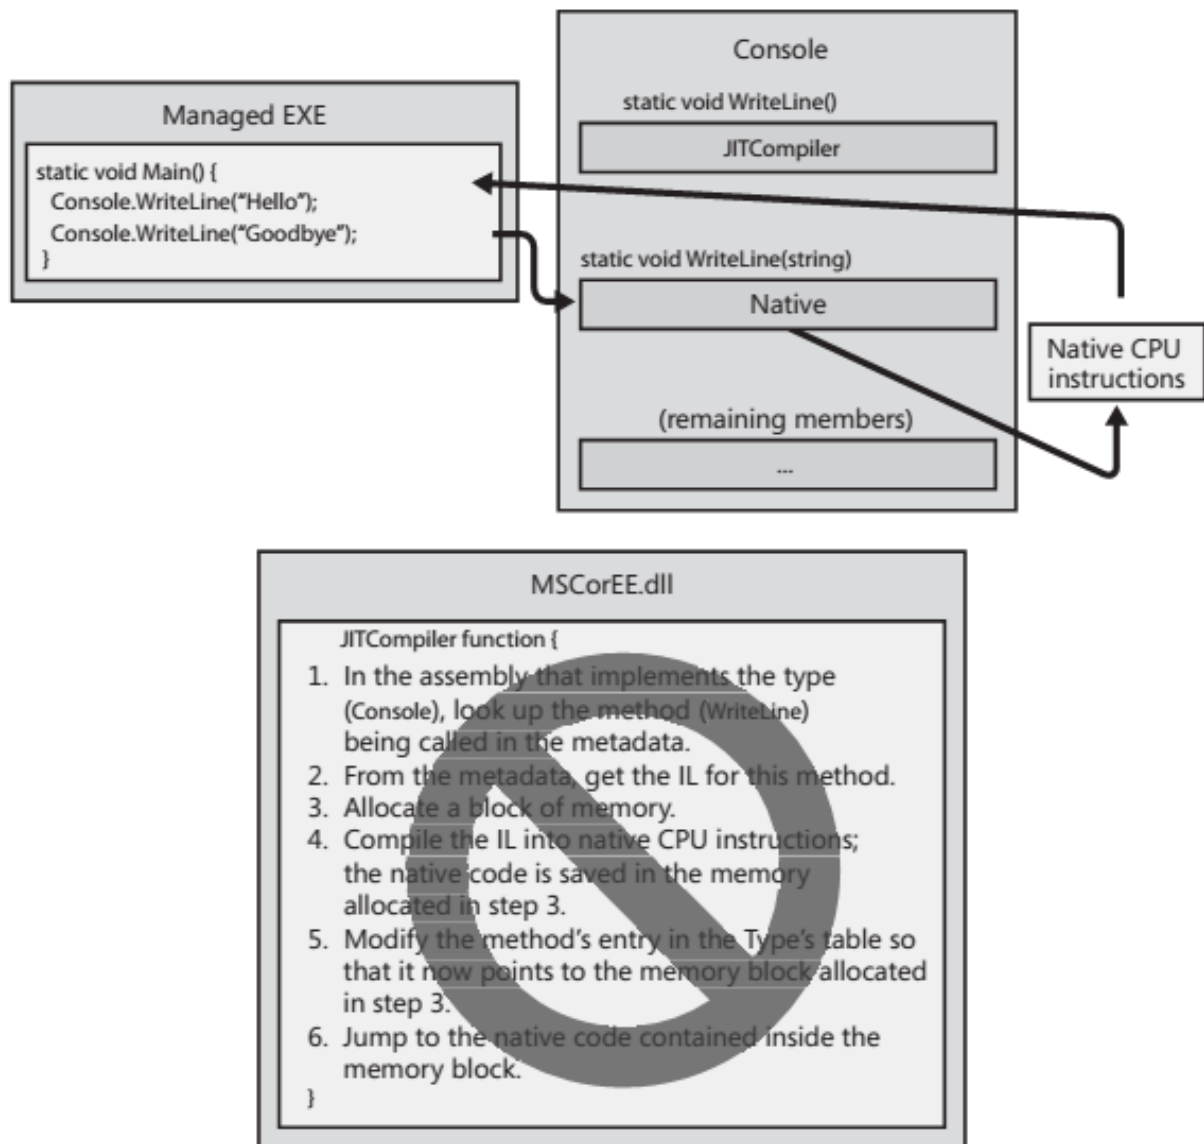 Managed EXE
static void Main() {
Console.WriteLine("Hello");
Console.WriteLine("Goodbye");
}
Console
static void WriteLine()
JITCompiler
static void WriteLine(string)
Native
(remaining members)
...
Native CPU
instructions
MSCorEE.dll
JITCompiler function {
1. In the assembly that implements the type
(Console), look up the method (WriteLine)
being called in the metadata.
2. From the metadata, get the IL for this method.
3. Allocate a block of memory.
4. Compile the IL into native CPU instructions;
the native code is saved in the memory
allocated in step 3.
5. Modify the method's entry in the Type's table so
that it now points to the memory block allocated
in step 3.
6. Jump to the native code contained inside the
memory block.
}